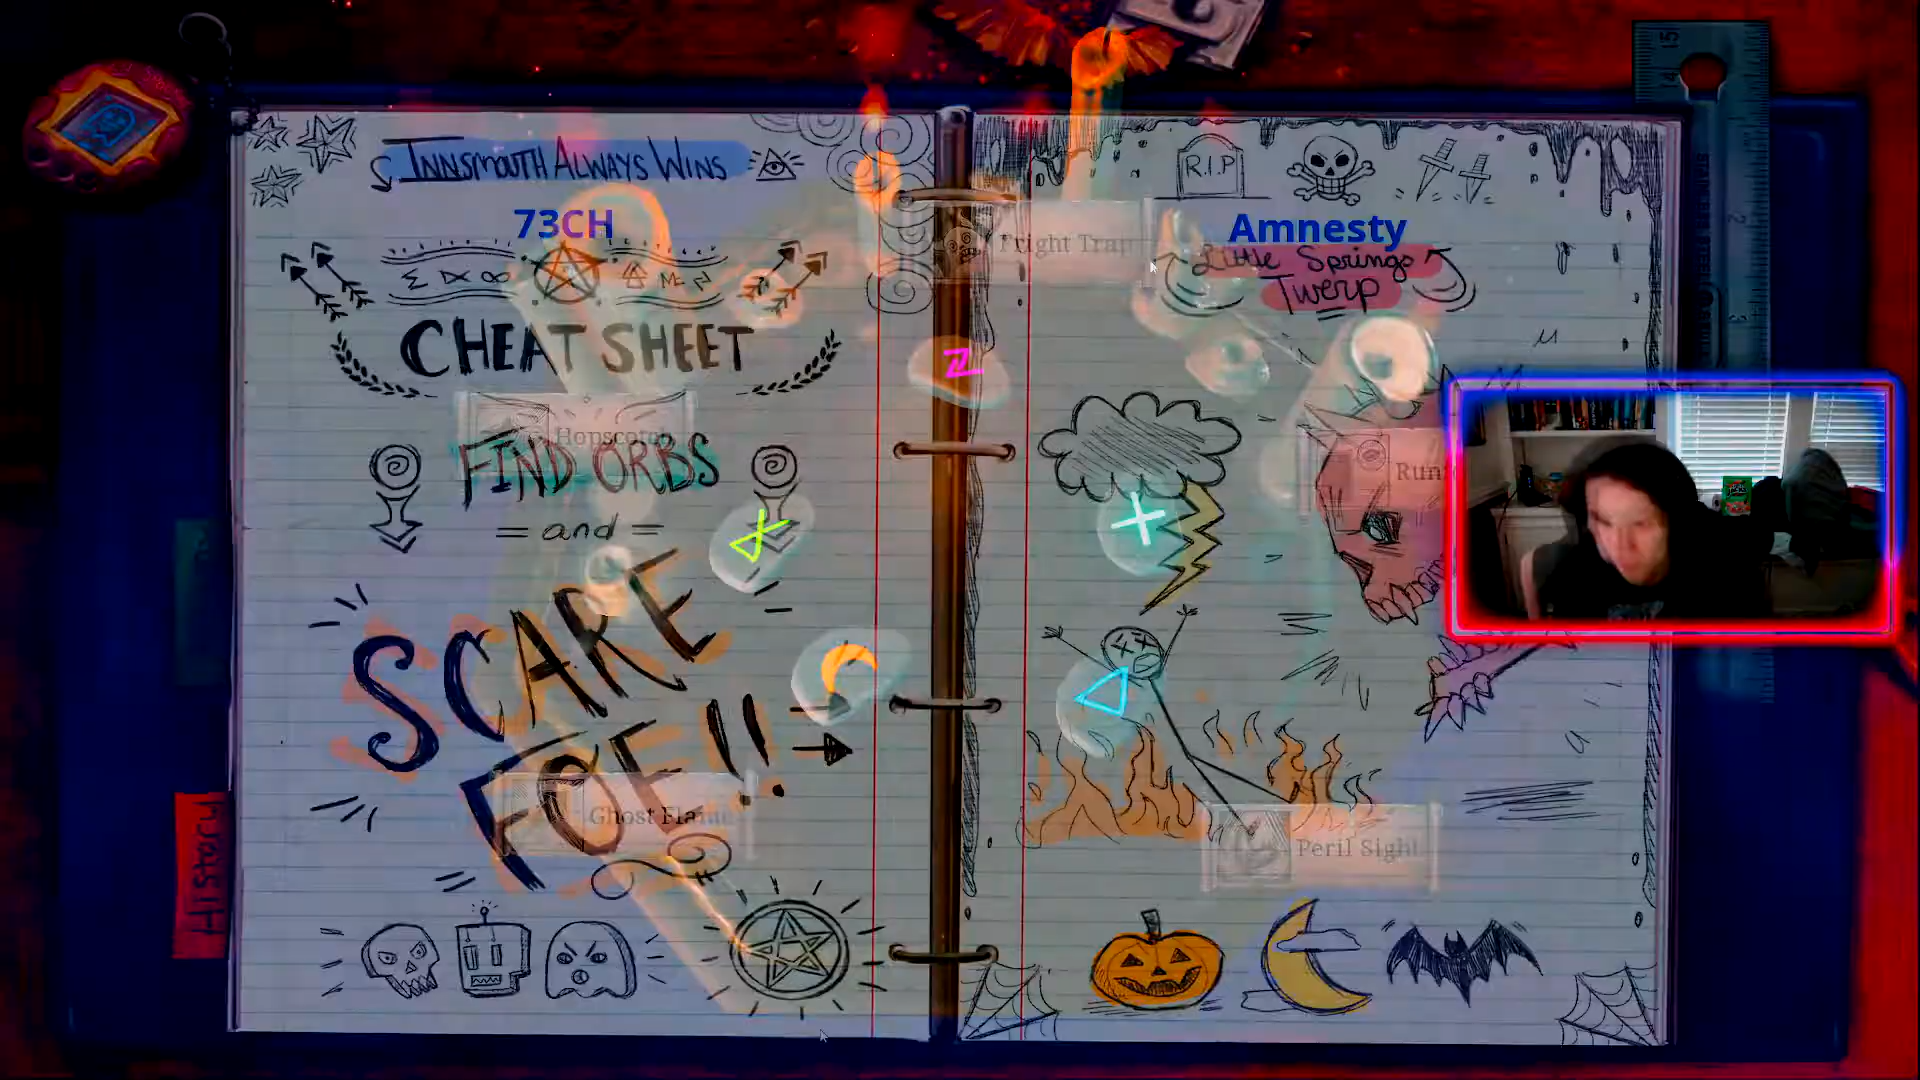 INNSMOUTH ALWAYS WINS
73CH
CHEAT SHEET
Hopscotch
FIND ORBS
= and =
SCARE
FOE!!
Ghost Flame
History
R.I.P
Fright Trap
Amnesty
Little Springs
Twerp
Peril Sight
15